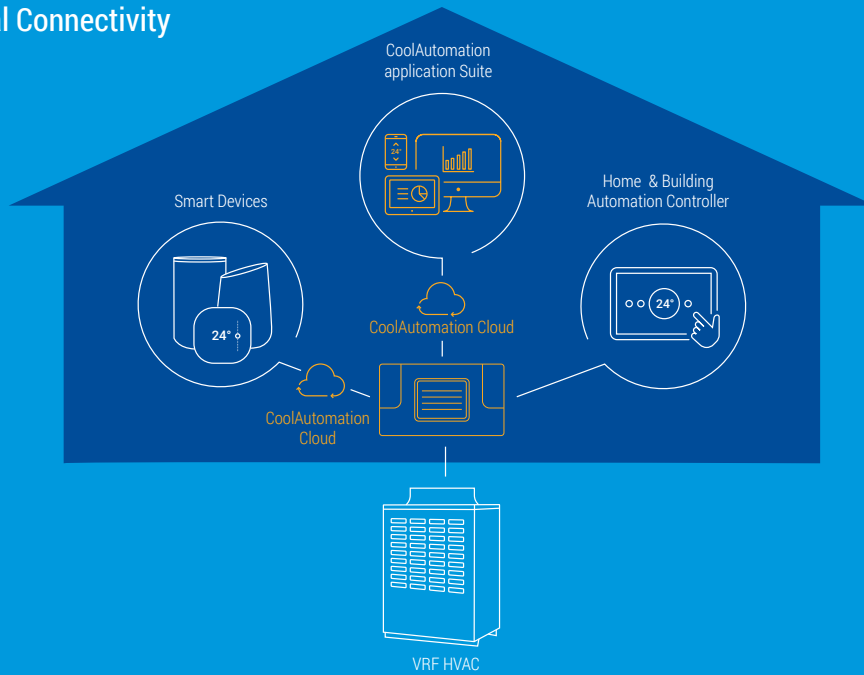 al Connectivity
CoolAutomation
application Suite
24°
Smart Devices
Home & Building
Automation Controller
24°
24°
CoolAutomation Cloud
CoolAutomation
Cloud
VRF HVAC